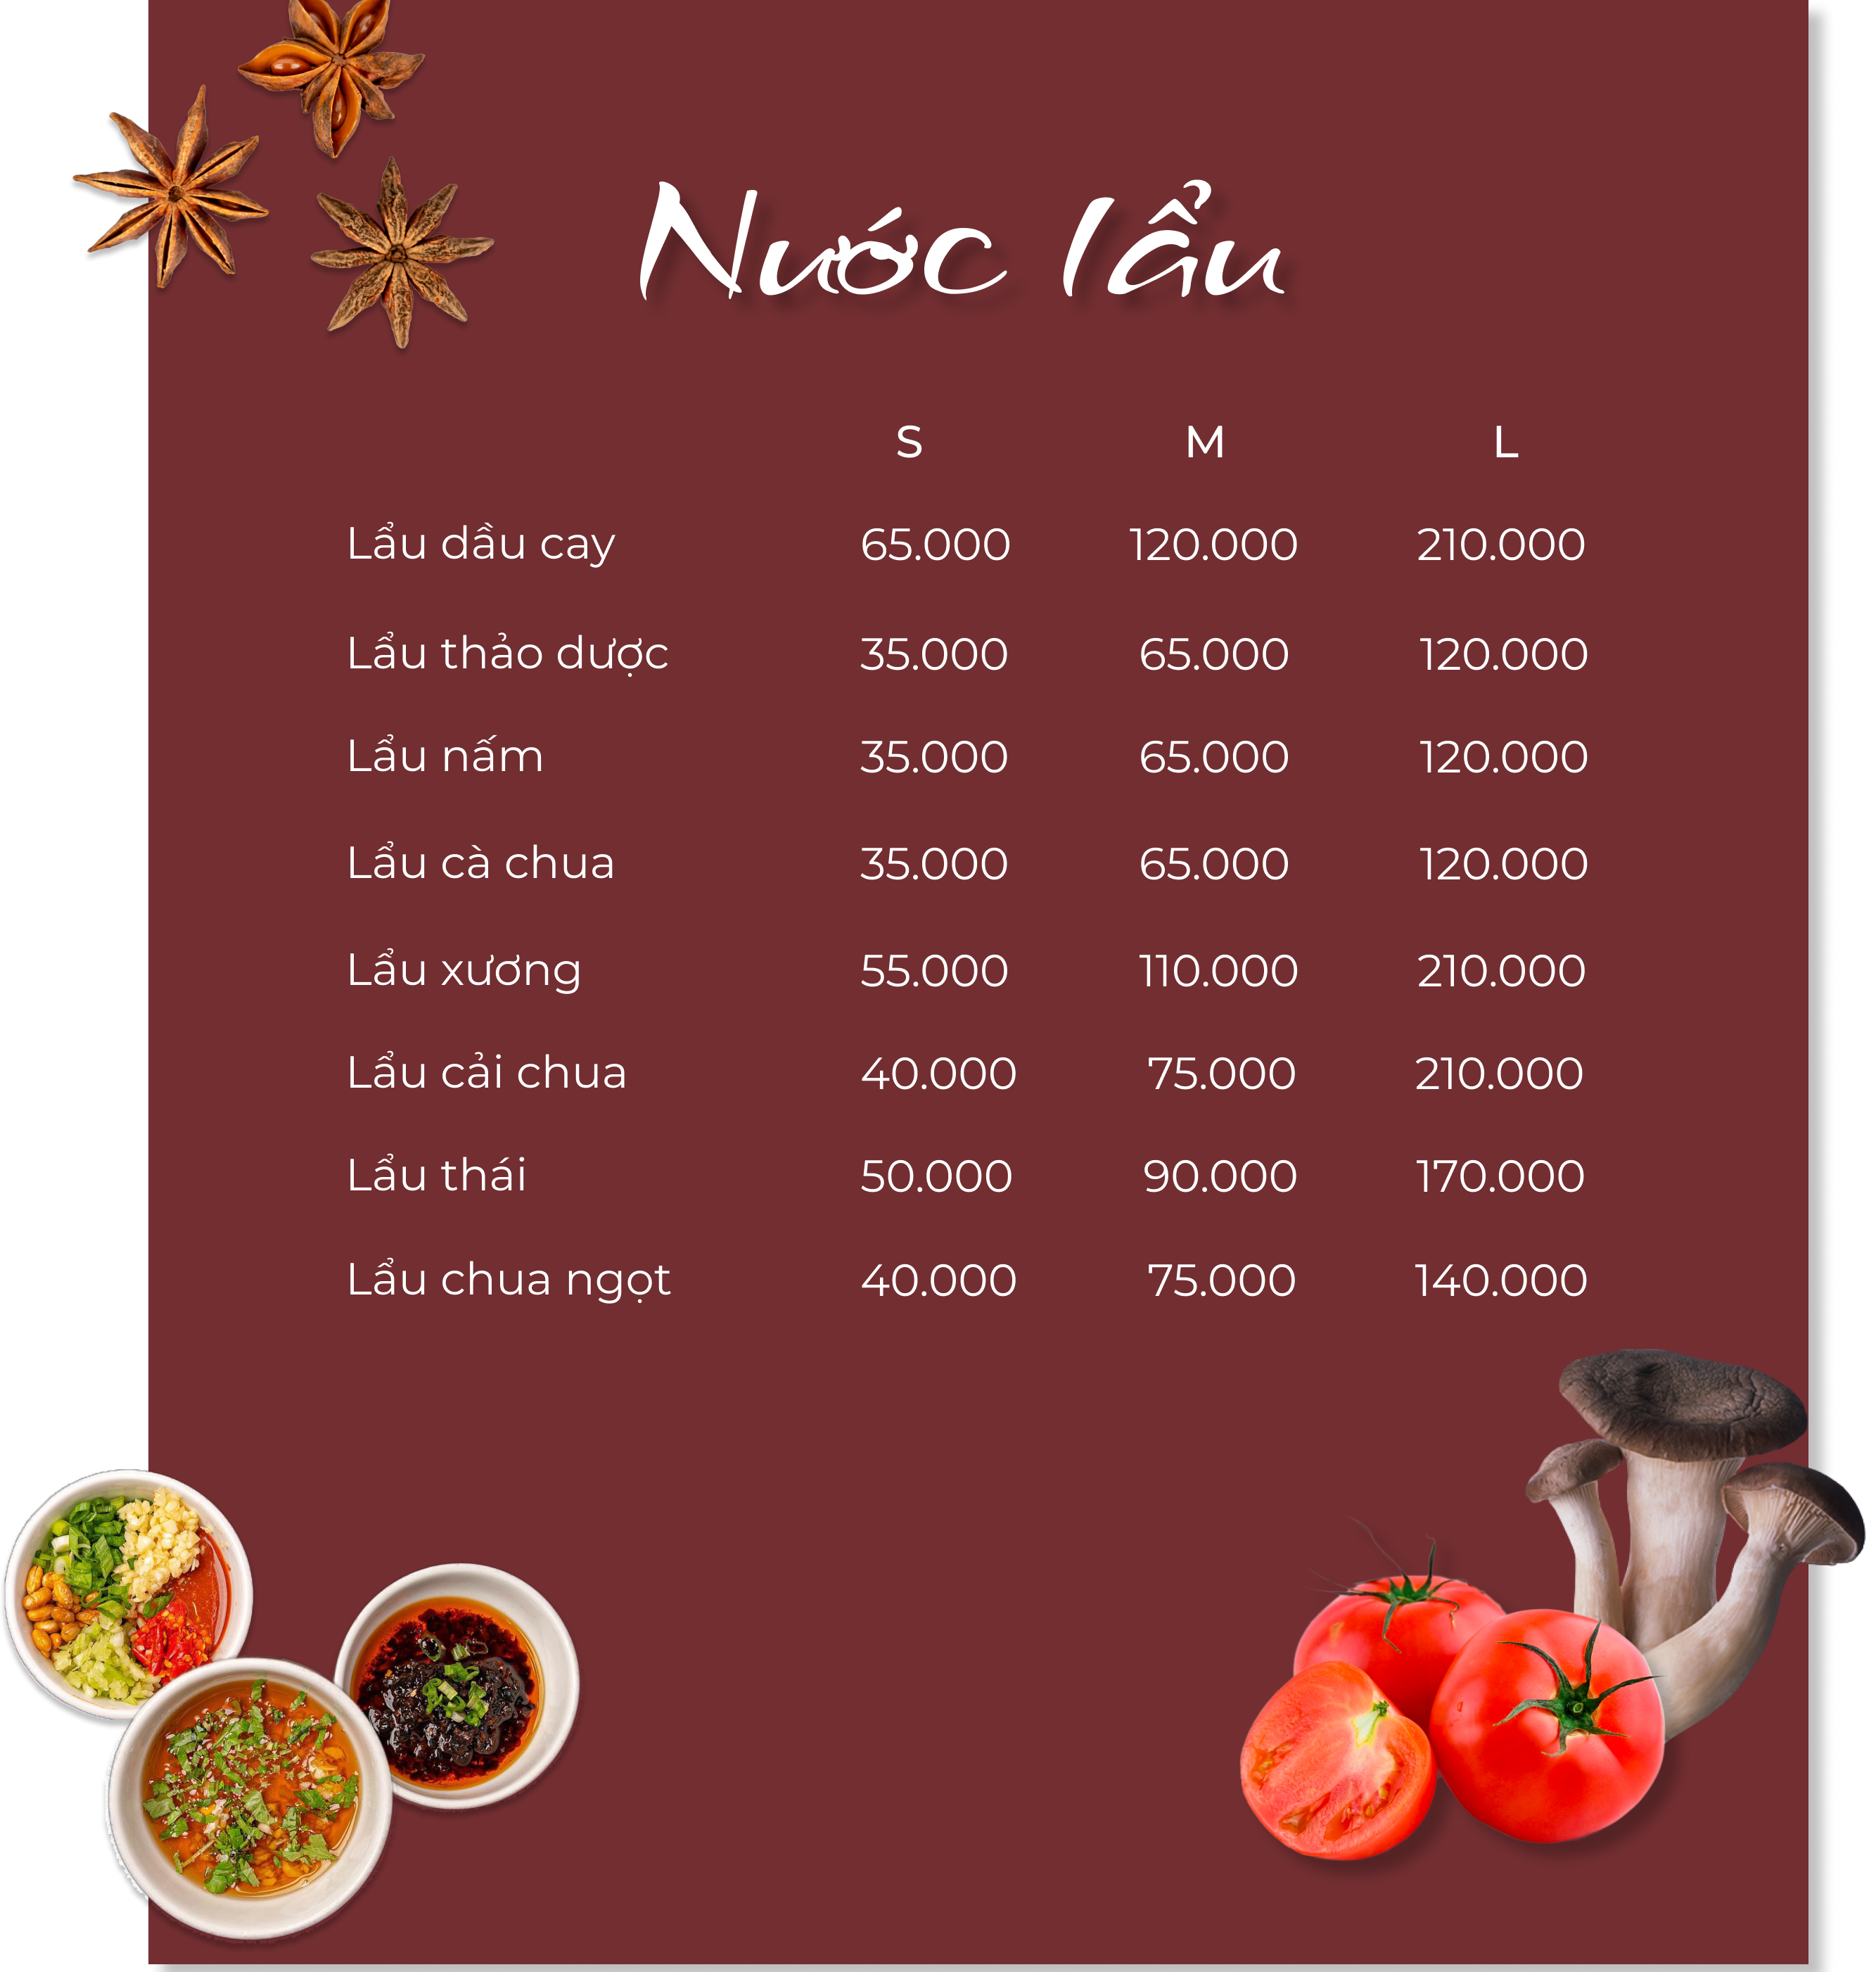 Nước lẩu
S M L
Lẩu dầu cay 65.000 120.000 210.000
Lẩu thảo dược 35.000 65.000 120.000
Lẩu nấm 35.000 65.000 120.000
Lẩu cà chua 35.000 65.000 120.000
Lẩu xương 55.000 110.000 210.000
Lẩu cải chua 40.000 75.000 210.000
Lẩu thái 50.000 90.000 170.000
Lẩu chua ngọt 40.000 75.000 140.000